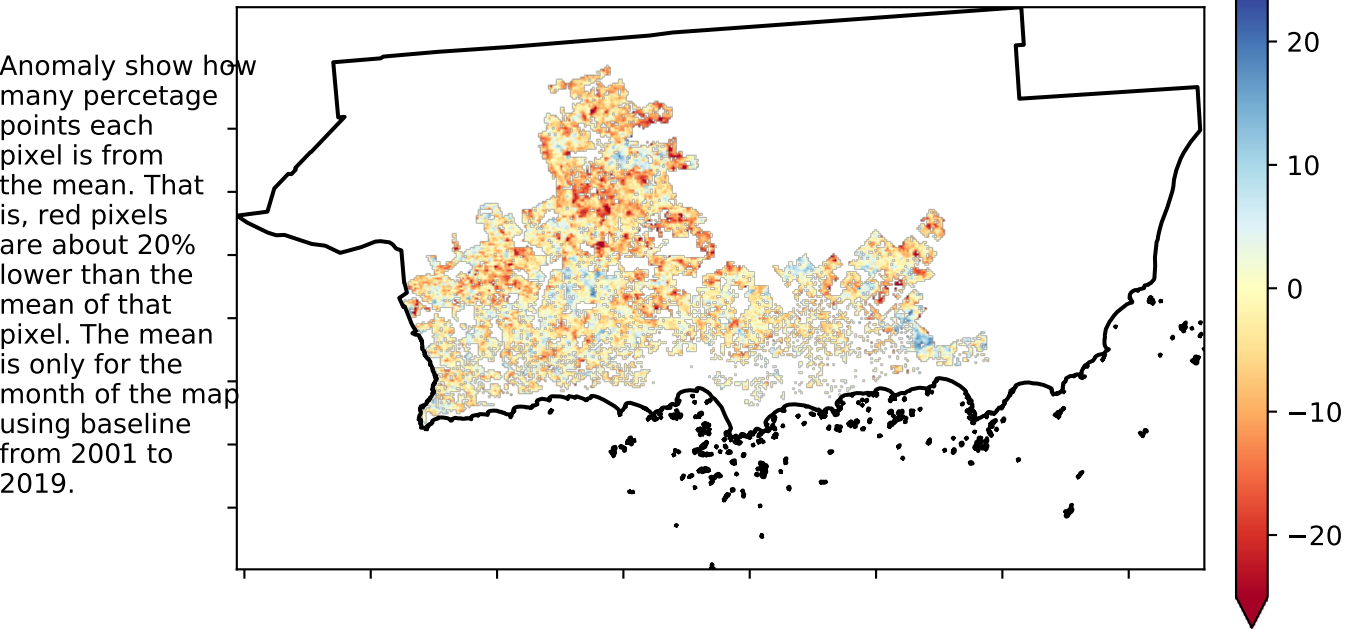 Anomaly show how
many percetage
points each
pixel is from
the mean. That
is, red pixels
are about 20%
lower than the
mean of that
pixel. The mean
is only for the
month of the map
using baseline
from 2001 to
2019.
20
10
0
−10
−20